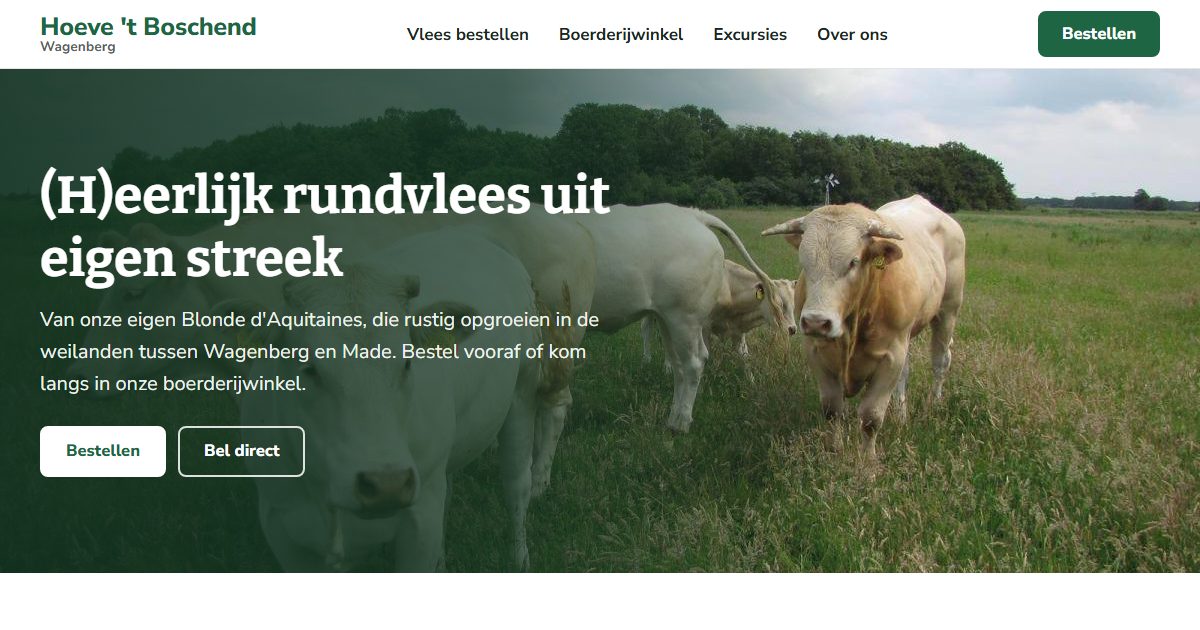 Hoeve 't Boschend
Wagenberg
Vlees bestellen
Boerderijwinkel
Excursies
Over ons
Bestellen
(H)eerlijk rundvlees uit
eigen streek
Van onze eigen Blonde d'Aquitaines, die rustig opgroeien in de
weilanden tussen Wagenberg en Made. Bestel vooraf of kom
langs in onze boerderijwinkel.
Bestellen
Bel direct